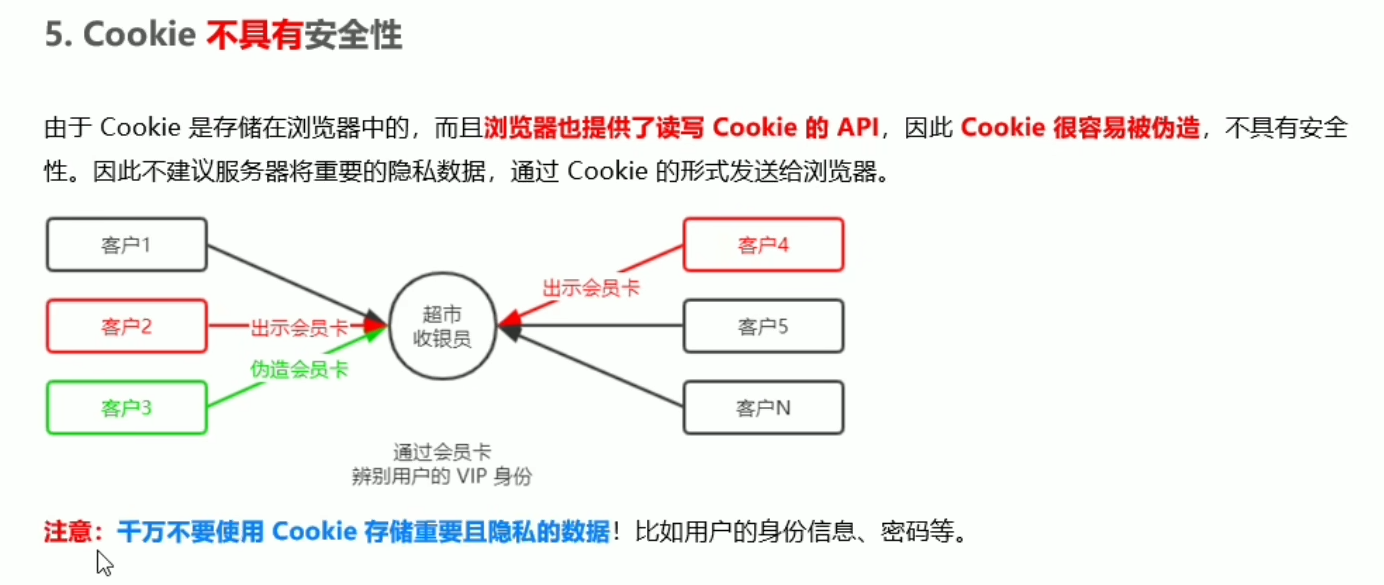 5. Cookie 不具有安全性
由于 Cookie 是存储在浏览器中的，而且浏览器也提供了读写 Cookie 的 API，因此 Cookie 很容易被伪造，不具有安全
性。因此不建议服务器将重要的隐私数据，通过 Cookie 的形式发送给浏览器。
客户1
客户4
出示会员卡
客户2
出示会员卡
超市
收银员
客户5
伪造会员卡
客户3
客户N
通过会员卡
辨别用户的 VIP 身份
注意：千万不要使用 Cookie 存储重要且隐私的数据！比如用户的身份信息、密码等。